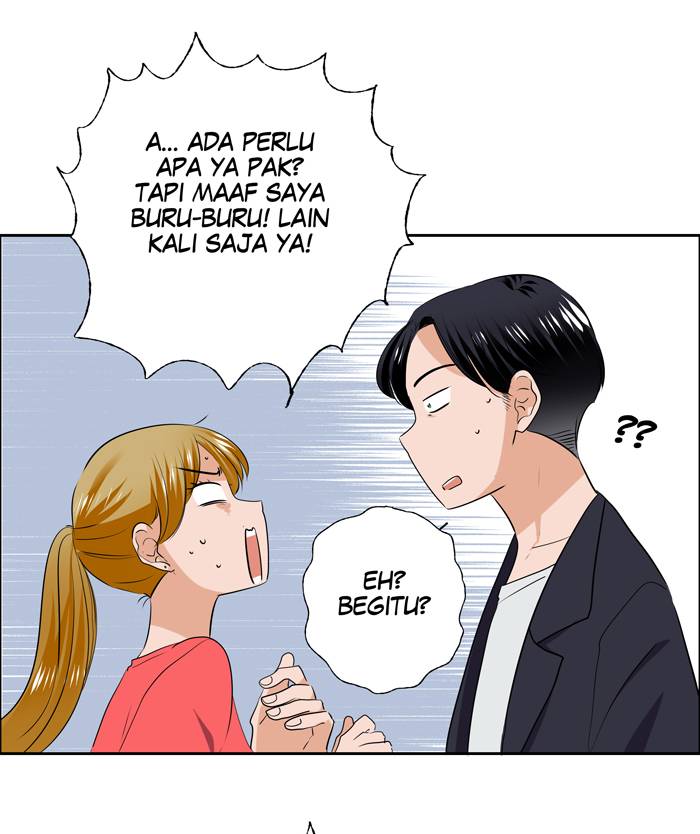 A... ADA PERLU
APA YA PAK?
TAPI MAAF SAYA
BURU-BURU! LAIN
KALI SAJA YA!
??
EH?
BEGITU?